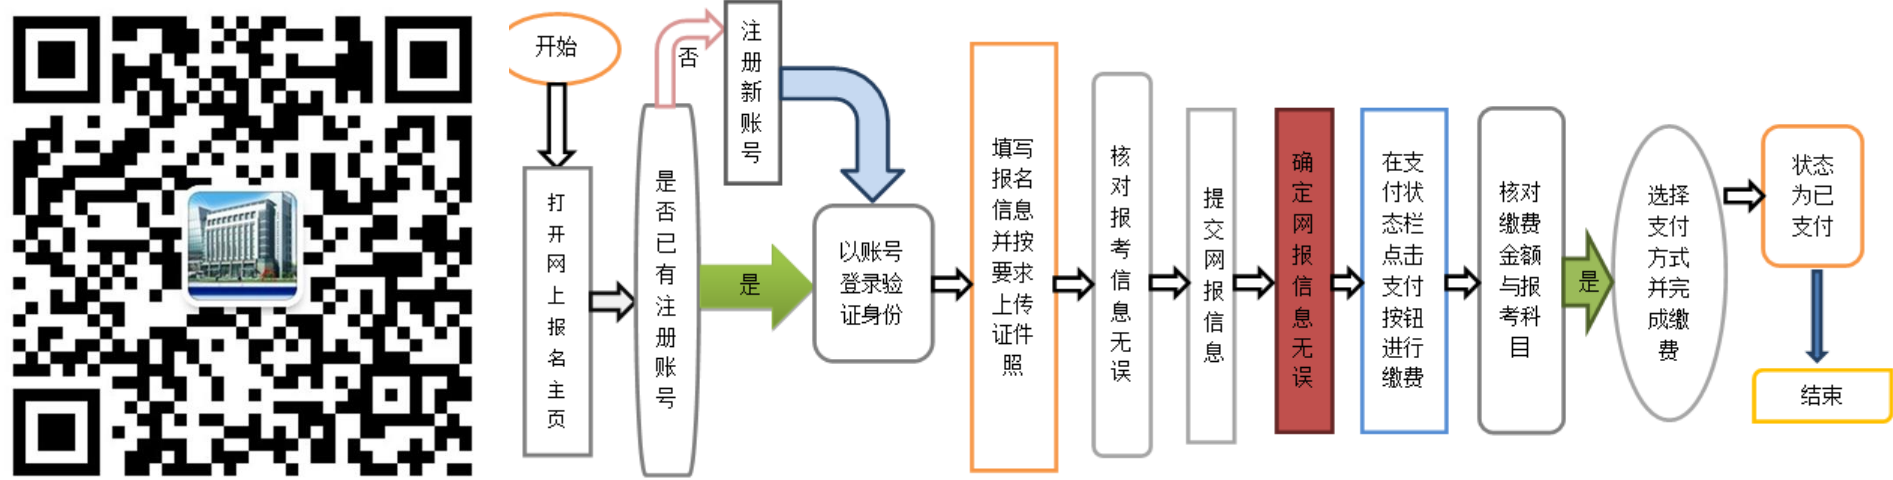 开始
打
开
网
上
报
名
主
页
是
否
已
有
注
册
账
号
否
注
册
新
账
号
是
以账号
登录验
证身份
填写
报名
信息
并按
要求
上传
证件
照
核
对
报
考
信
息
无
误
提
交
网
报
信
息
确
定
网
报
信
息
无
误
在支
付状
态栏
点击
支付
按钮
进行
缴费
核对
缴费
金额
与报
考科
目
是
选择
支付
方式
并完
成缴
费
状态
为已
支付
结束